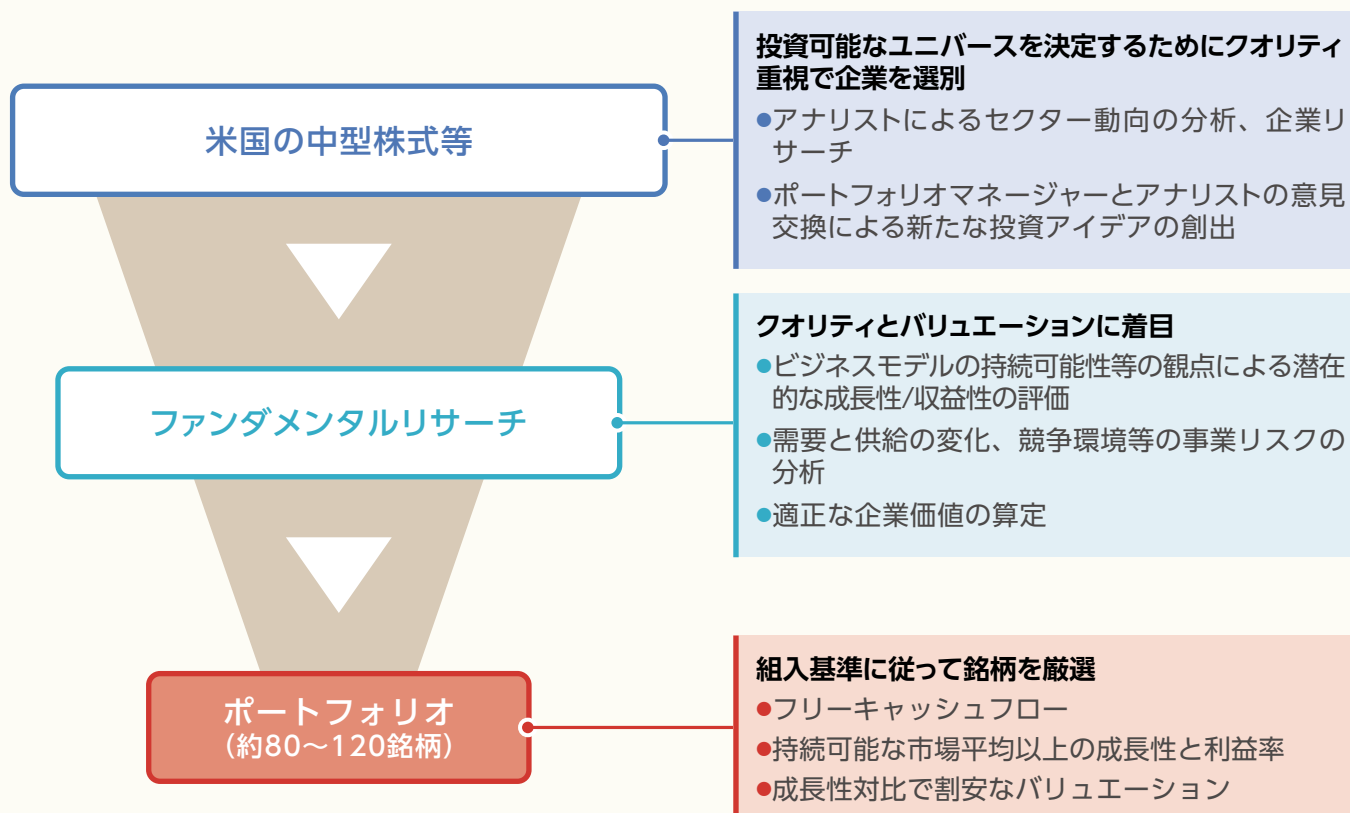 米国の中型株式等
投資可能なユニバースを決定するためにクオリティ
重視で企業を選別
●アナリストによるセクター動向の分析、企業リ
サーチ
●ポートフォリオマネージャーとアナリストの意見
交換による新たな投資アイデアの創出
ファンダメンタルリサーチ
クオリティとバリュエーションに着目
●ビジネスモデルの持続可能性等の観点による潜在
的な成長性/収益性の評価
●需要と供給の変化、競争環境等の事業リスクの
分析
●適正な企業価値の算定
ポートフォリオ
（約80～120銘柄）
組入基準に従って銘柄を厳選
●フリーキャッシュフロー
●持続可能な市場平均以上の成長性と利益率
●成長性対比で割安なバリュエーション